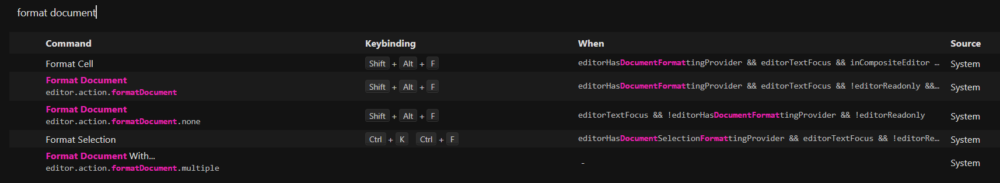 format document
Command Keybinding When Source
Format Cell Shift + Alt + F editorHasDocumentFormattingProvider && editorTextFocus && inCompositeEditor … System
Format Document
editor.action.formatDocument Shift + Alt + F editorHasDocumentFormattingProvider && editorTextFocus && !editorReadonly &&… System
Format Document
editor.action.formatDocument.none Shift + Alt + F editorTextFocus && !editorHasDocumentFormattingProvider && !editorReadonly System
Format Selection Ctrl + K Ctrl + F editorHasDocumentSelectionFormattingProvider && editorTextFocus && !editorRe… System
Format Document With...
editor.action.formatDocument.multiple - System